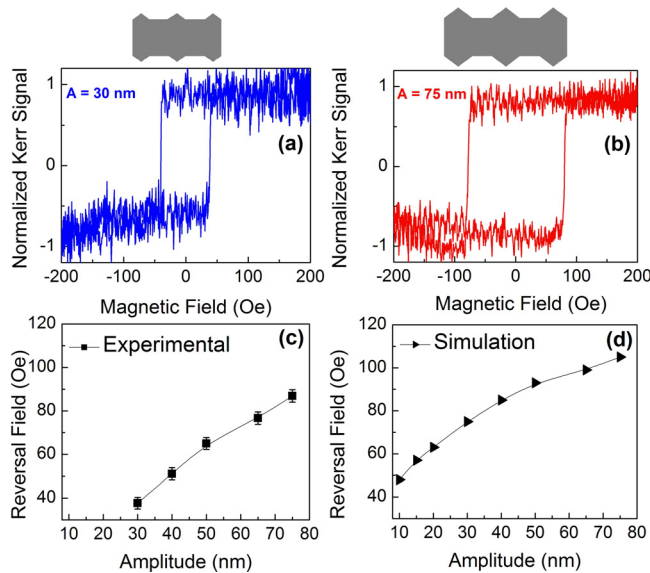 A = 30 nm
(a)
Normalized Kerr Signal
1
0
-1
-200 -100 0 100 200
Magnetic Field (Oe)
A = 75 nm
(b)
Normalized Kerr Signal
1
0
-1
-200 -100 0 100 200
Magnetic Field (Oe)
Experimental
(c)
Reversal Field (Oe)
120
100
80
60
40
10 20 30 40 50 60 70 80
Amplitude (nm)
Simulation
(d)
Reversal Field (Oe)
120
100
80
60
40
10 20 30 40 50 60 70 80
Amplitude (nm)